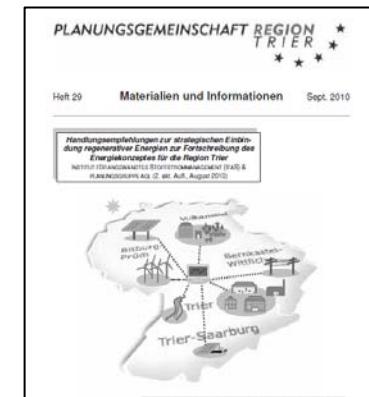 PLANUNGSGEMEINSCHAFT REGION
TRIER
Heft 29 Materialien und Informationen Sept. 2010
Handlungsempfehlungen zur strategischen Einbin-
dung regenerativer Energien zur Fortschreibung des
Energiekonzeptes für die Region Trier
INSTITUT FÜR ANGEWANDTES STOFFSTROMMANAGEMENT (IFAS) &
PLANUNGSGRUPPE AGL (2. akt. Aufl., August 2010)
Vulkaneifel
Bitburg-
Prüm
Bernkastel-
Wittlich
Trier
Trier-Saarburg